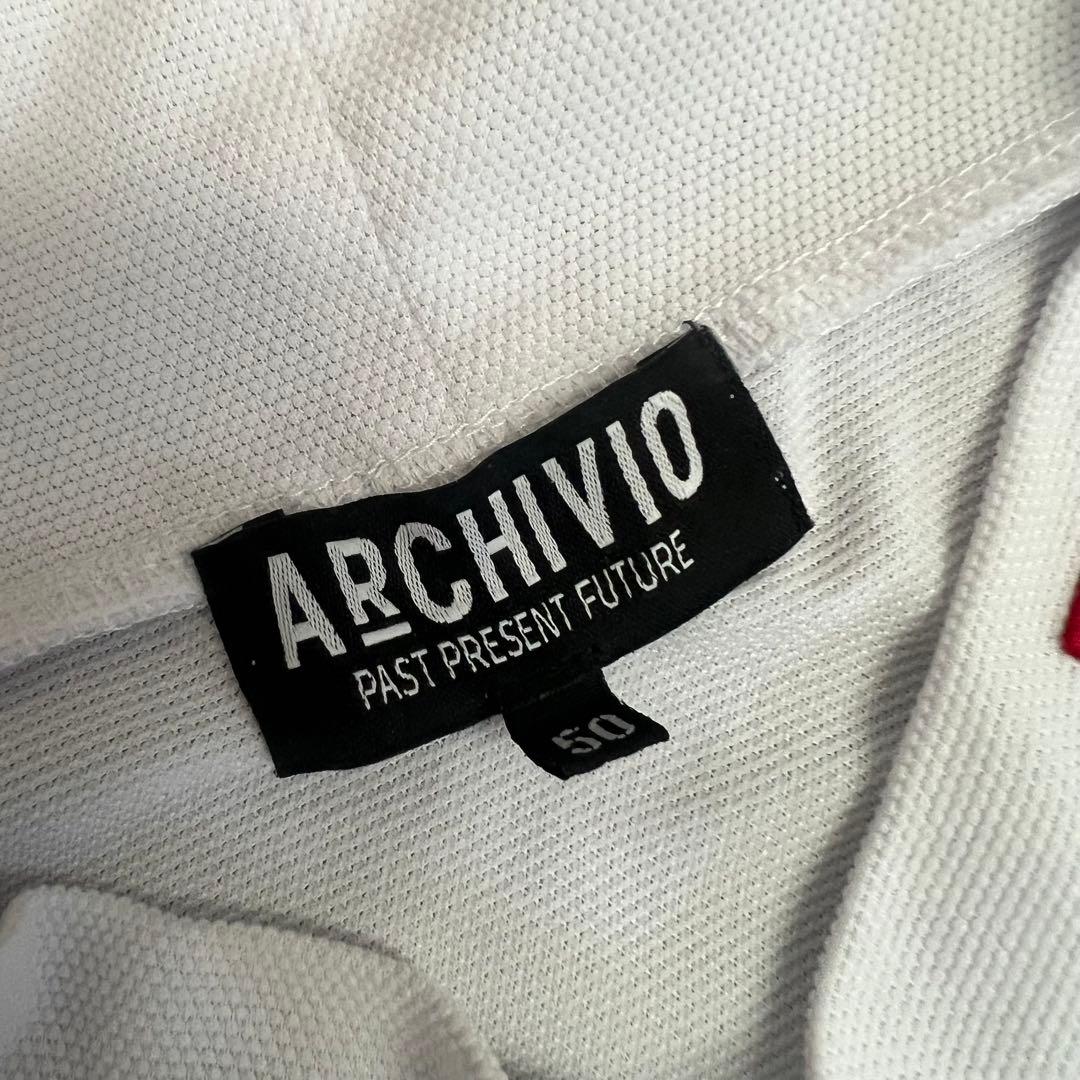 ARCHIVIO
PAST PRESENT FUTURE
50